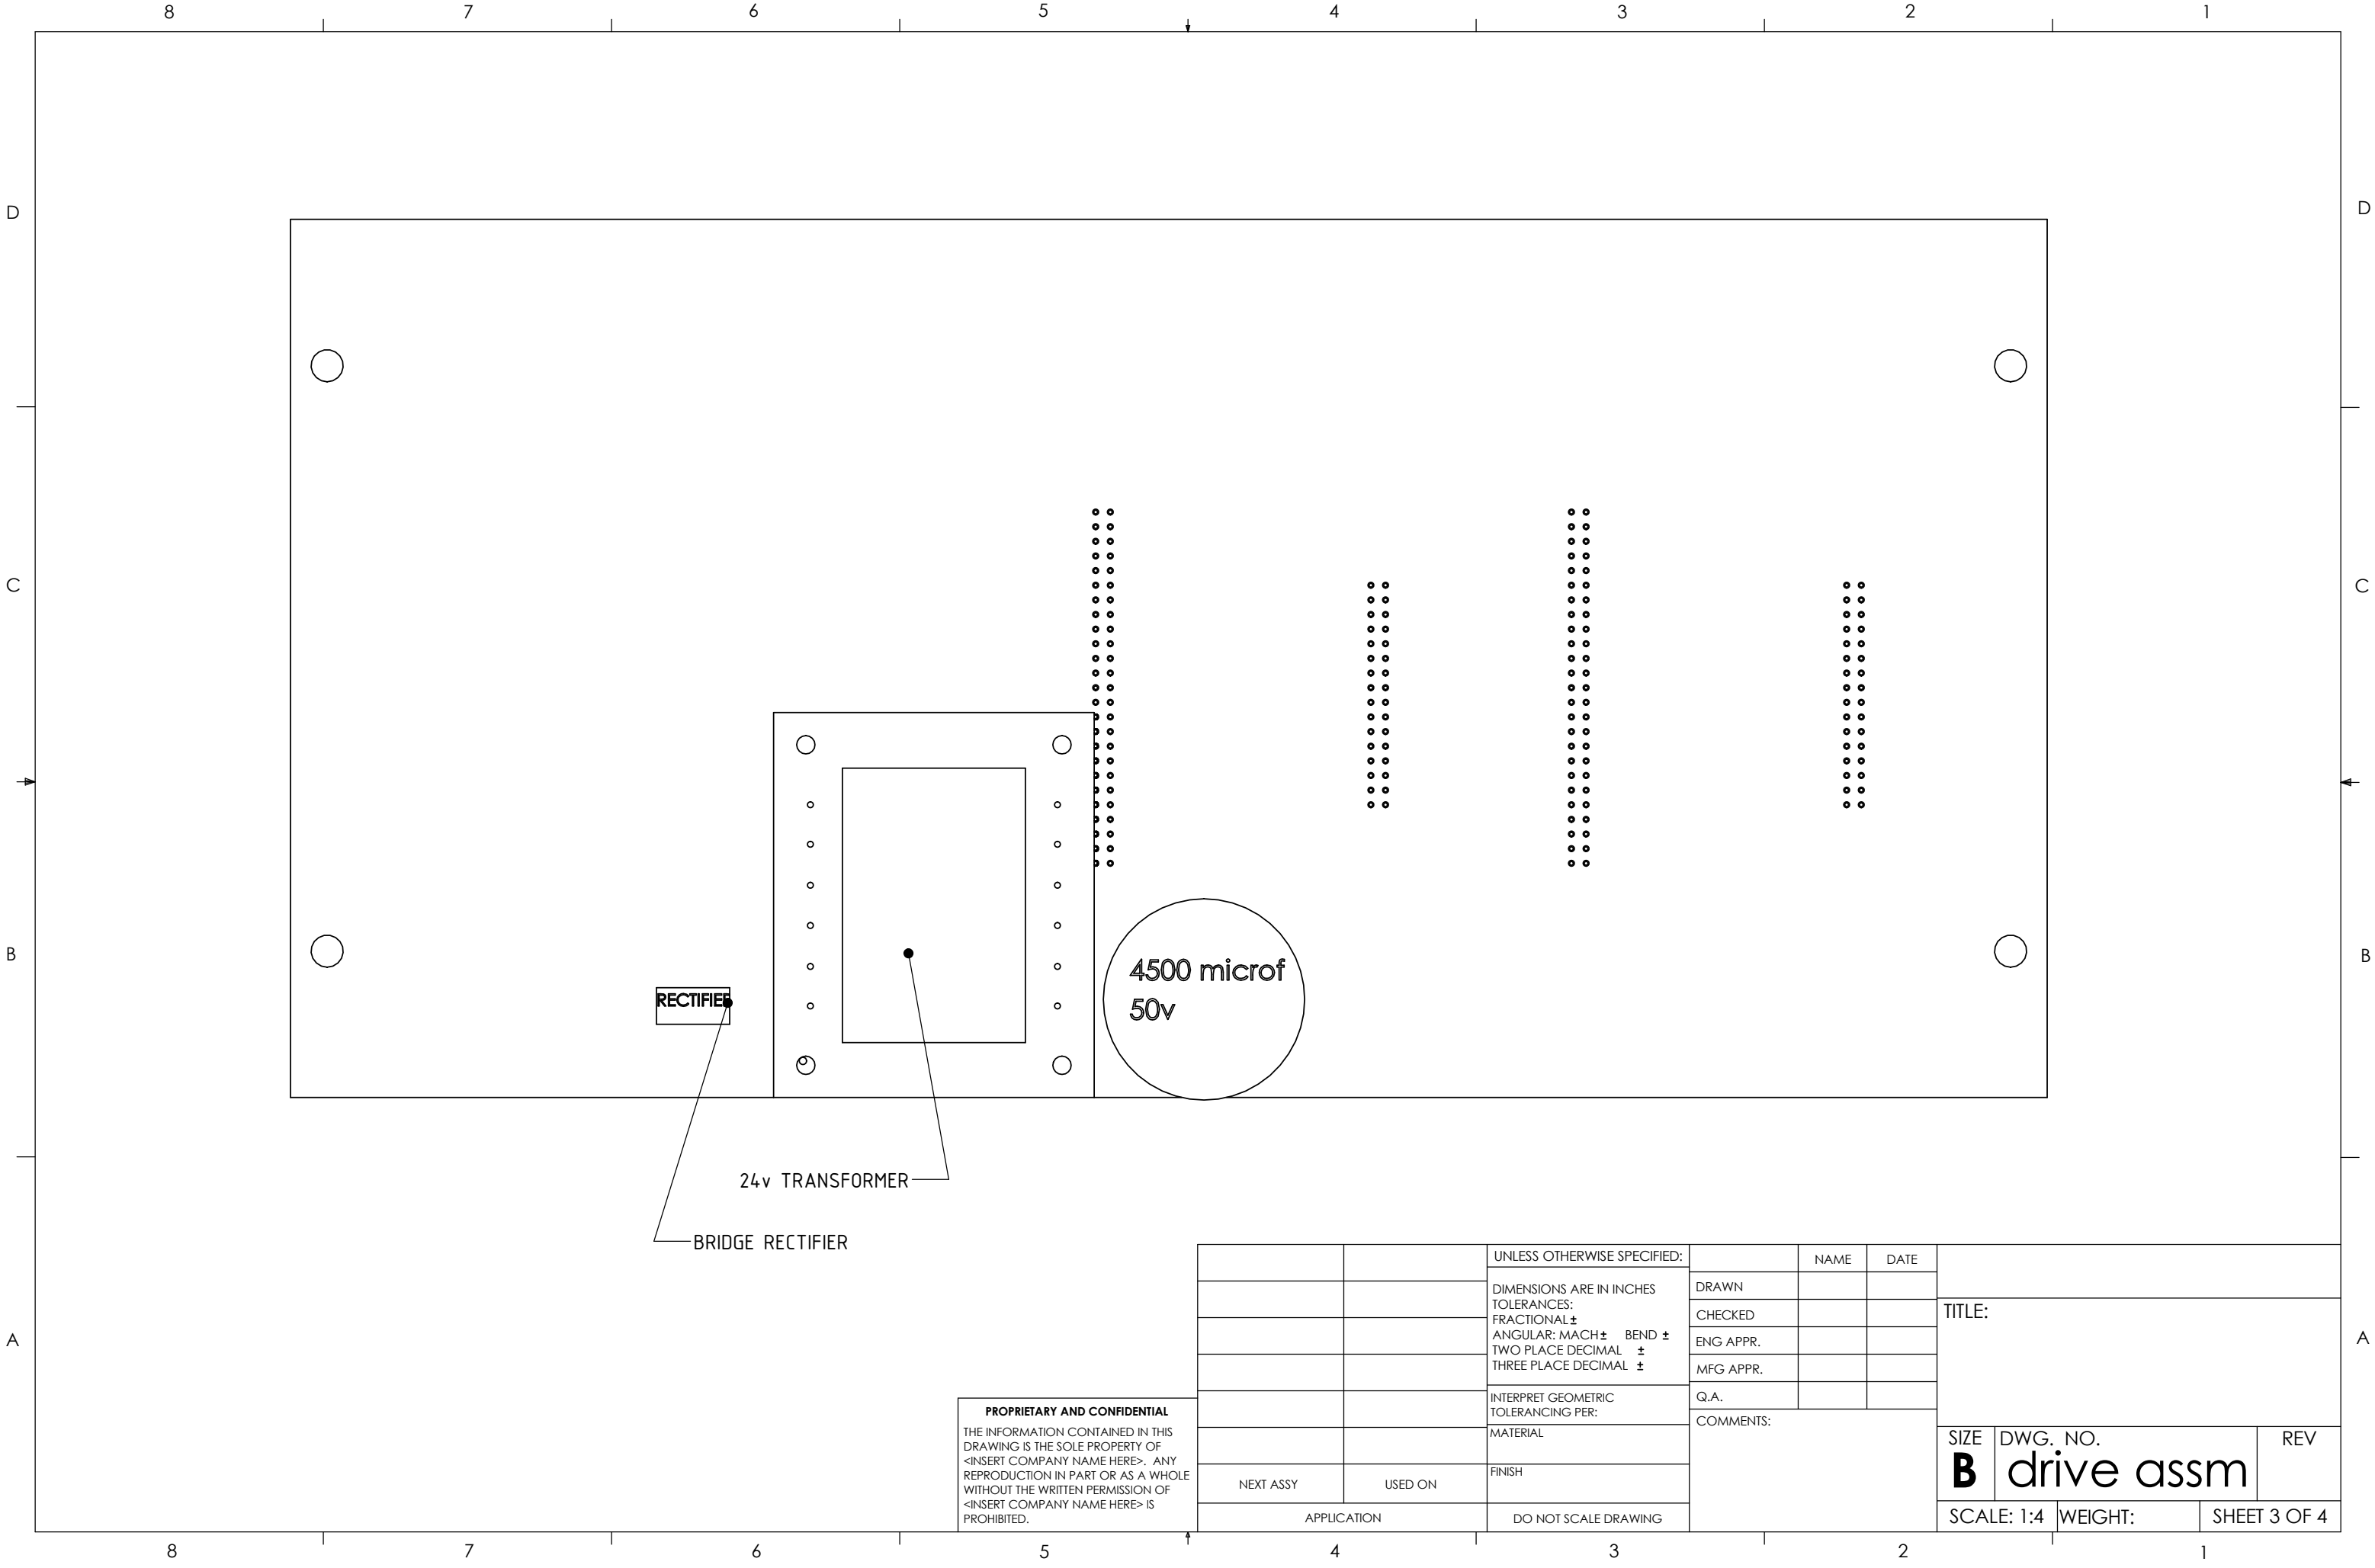 8 7 6 5 4 3 2 1
D D
C C
4500 microf
50v
B B
RECTIFIER
24v TRANSFORMER
BRIDGE RECTIFIER
A A
PROPRIETARY AND CONFIDENTIAL
THE INFORMATION CONTAINED IN THIS
DRAWING IS THE SOLE PROPERTY OF
<INSERT COMPANY NAME HERE>. ANY
REPRODUCTION IN PART OR AS A WHOLE
WITHOUT THE WRITTEN PERMISSION OF
<INSERT COMPANY NAME HERE> IS
PROHIBITED.
NEXT ASSY USED ON
APPLICATION
UNLESS OTHERWISE SPECIFIED:
DIMENSIONS ARE IN INCHES
TOLERANCES:
FRACTIONAL±
ANGULAR: MACH± BEND ±
TWO PLACE DECIMAL ±
THREE PLACE DECIMAL ±
INTERPRET GEOMETRIC
TOLERANCING PER:
MATERIAL
FINISH
DO NOT SCALE DRAWING
NAME DATE
DRAWN
CHECKED
ENG APPR.
MFG APPR.
Q.A.
COMMENTS:
TITLE:
SIZE DWG. NO. REV
B drive assm
SCALE: 1:4 WEIGHT: SHEET 3 OF 4
8 7 6 5 4 3 2 1